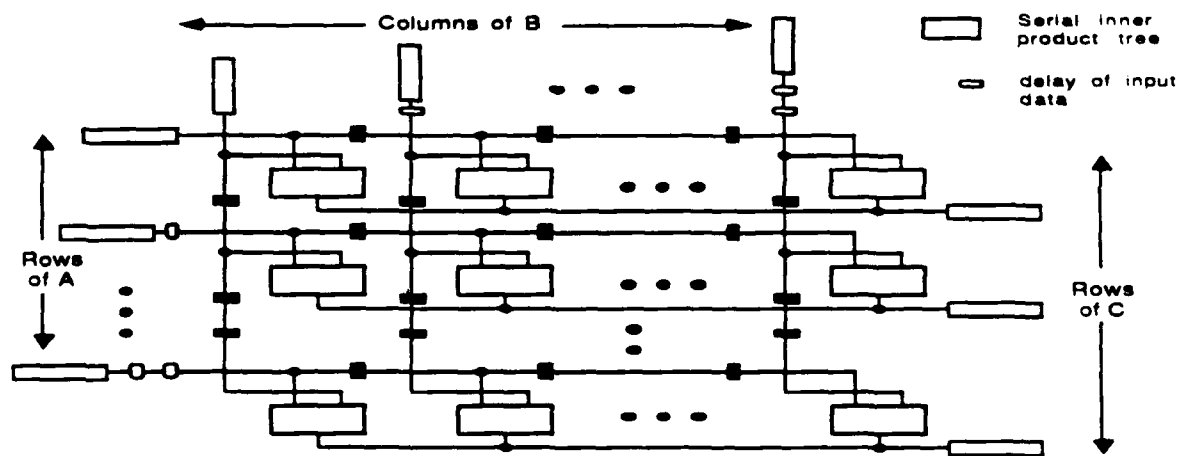 Columns of B
Serial inner
product tree
delay of input
data
Rows
of A
Rows
of C